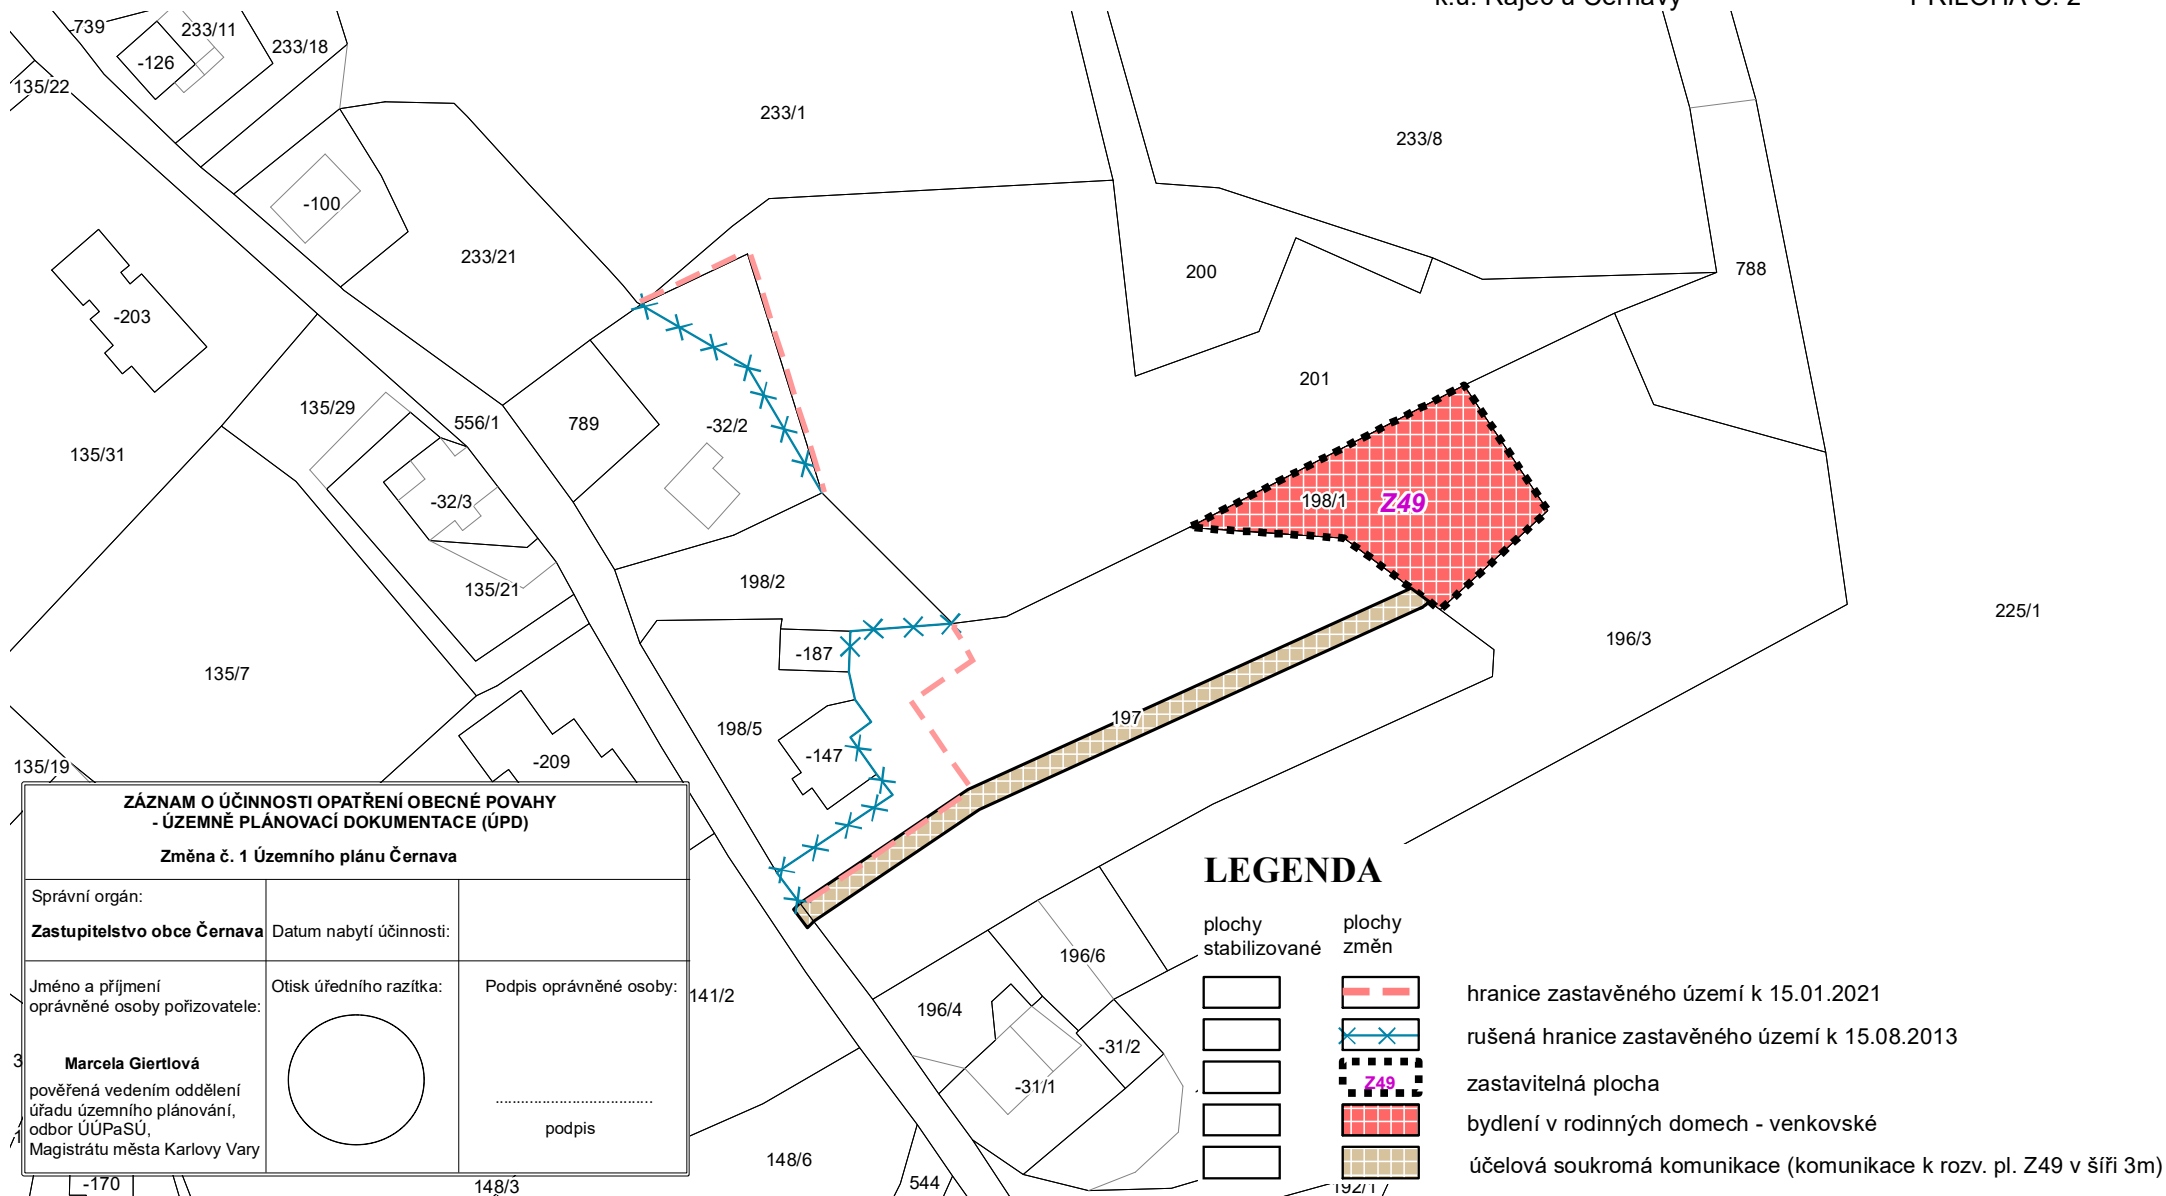 k.ú. Rájec u Černavy PŘÍLOHA Č. 2
739
233/11
233/18
-126
135/22
233/1
233/8
-100
233/21
200
788
-203
201
135/29
556/1
789
-32/2
135/31
-32/3
198/1
Z49
198/2
135/21
225/1
196/3
-187
135/7
197
198/5
-147
-209
135/19
ZÁZNAM O ÚČINNOSTI OPATŘENÍ OBECNÉ POVAHY
- ÚZEMNĚ PLÁNOVACÍ DOKUMENTACE (ÚPD)
Změna č. 1 Územního plánu Černava
Správní orgán:
Zastupitelstvo obce Černava
Datum nabytí účinnosti:
Jméno a příjmení
oprávněné osoby pořizovatele:
Marcela Giertlová
pověřená vedením oddělení
úřadu územního plánování,
odbor ÚÚPaSÚ,
Magistrátu města Karlovy Vary
Otisk úředního razítka:
Podpis oprávněné osoby:
......................................
podpis
141/2
196/6
196/4
-31/2
-31/1
148/6
544
148/3
-170
192/1
LEGENDA
plochy
stabilizované
plochy
změn
hranice zastavěného území k 15.01.2021
rušená hranice zastavěného území k 15.08.2013
Z49
zastavitelná plocha
bydlení v rodinných domech - venkovské
účelová soukromá komunikace (komunikace k rozv. pl. Z49 v šíři 3m)